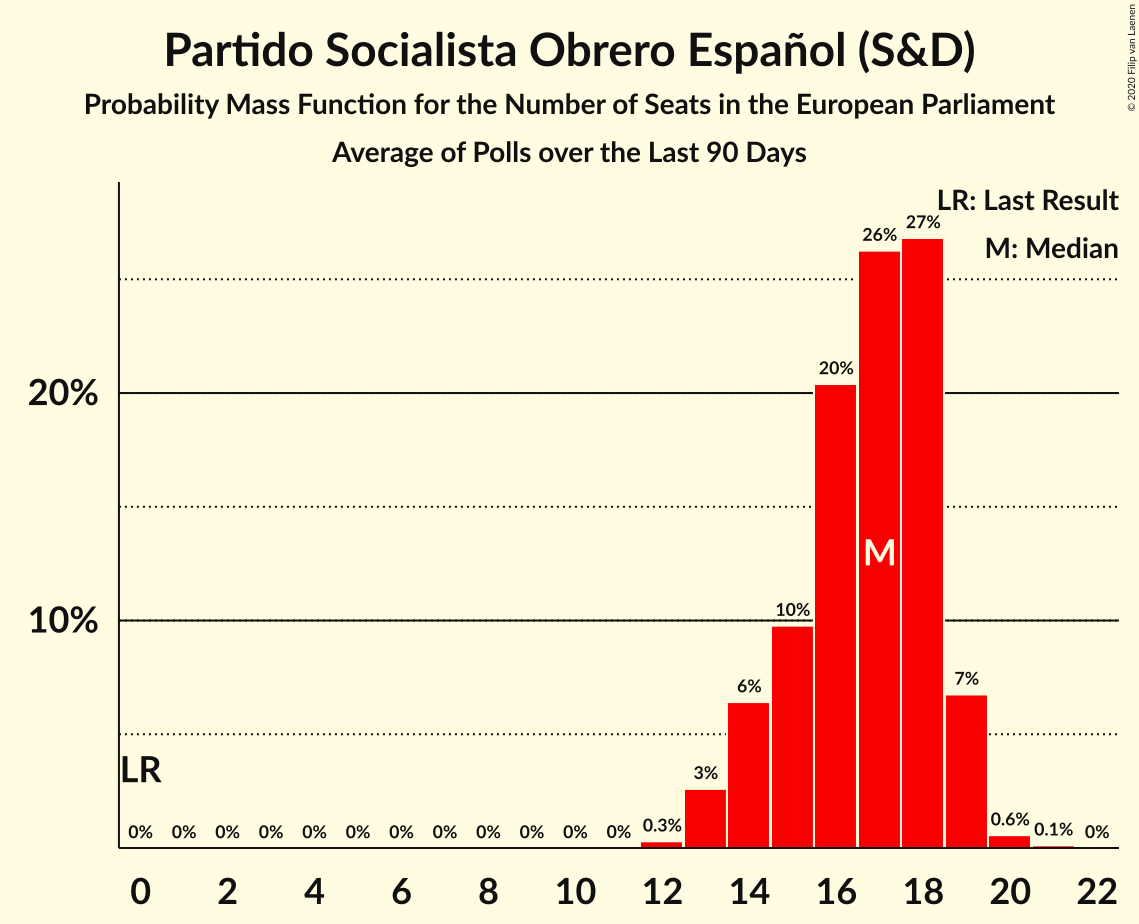 Partido Socialista Obrero Español (S&D)
Probability Mass Function for the Number of Seats in the European Parliament
Average of Polls over the Last 90 Days
© 2020 Filip van Laenen
LR: Last Result
M: Median
20%
10%
LR
M
0% 0% 0% 0% 0% 0% 0% 0% 0% 0% 0% 0% 0.3% 3% 6% 10% 20% 26% 27% 7% 0.6% 0.1% 0%
0 2 4 6 8 10 12 14 16 18 20 22